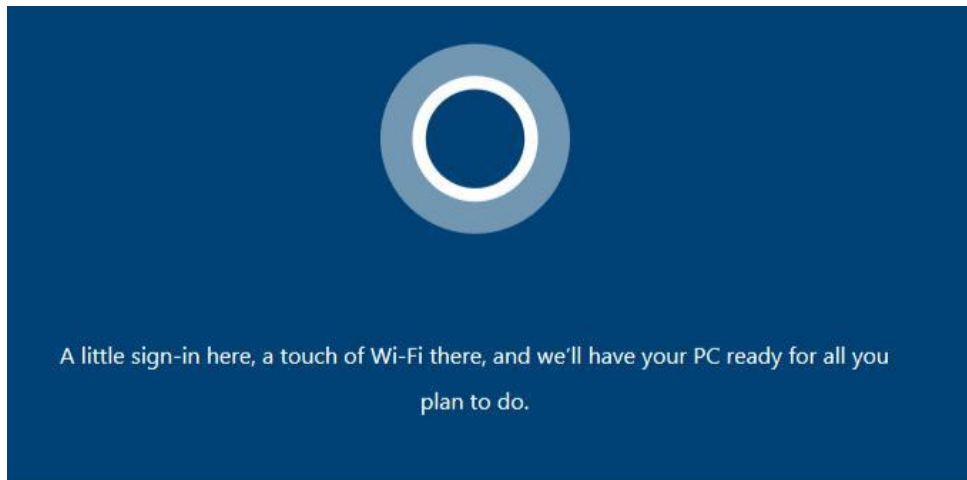 A little sign-in here, a touch of Wi-Fi there, and we'll have your PC ready for all you
plan to do.